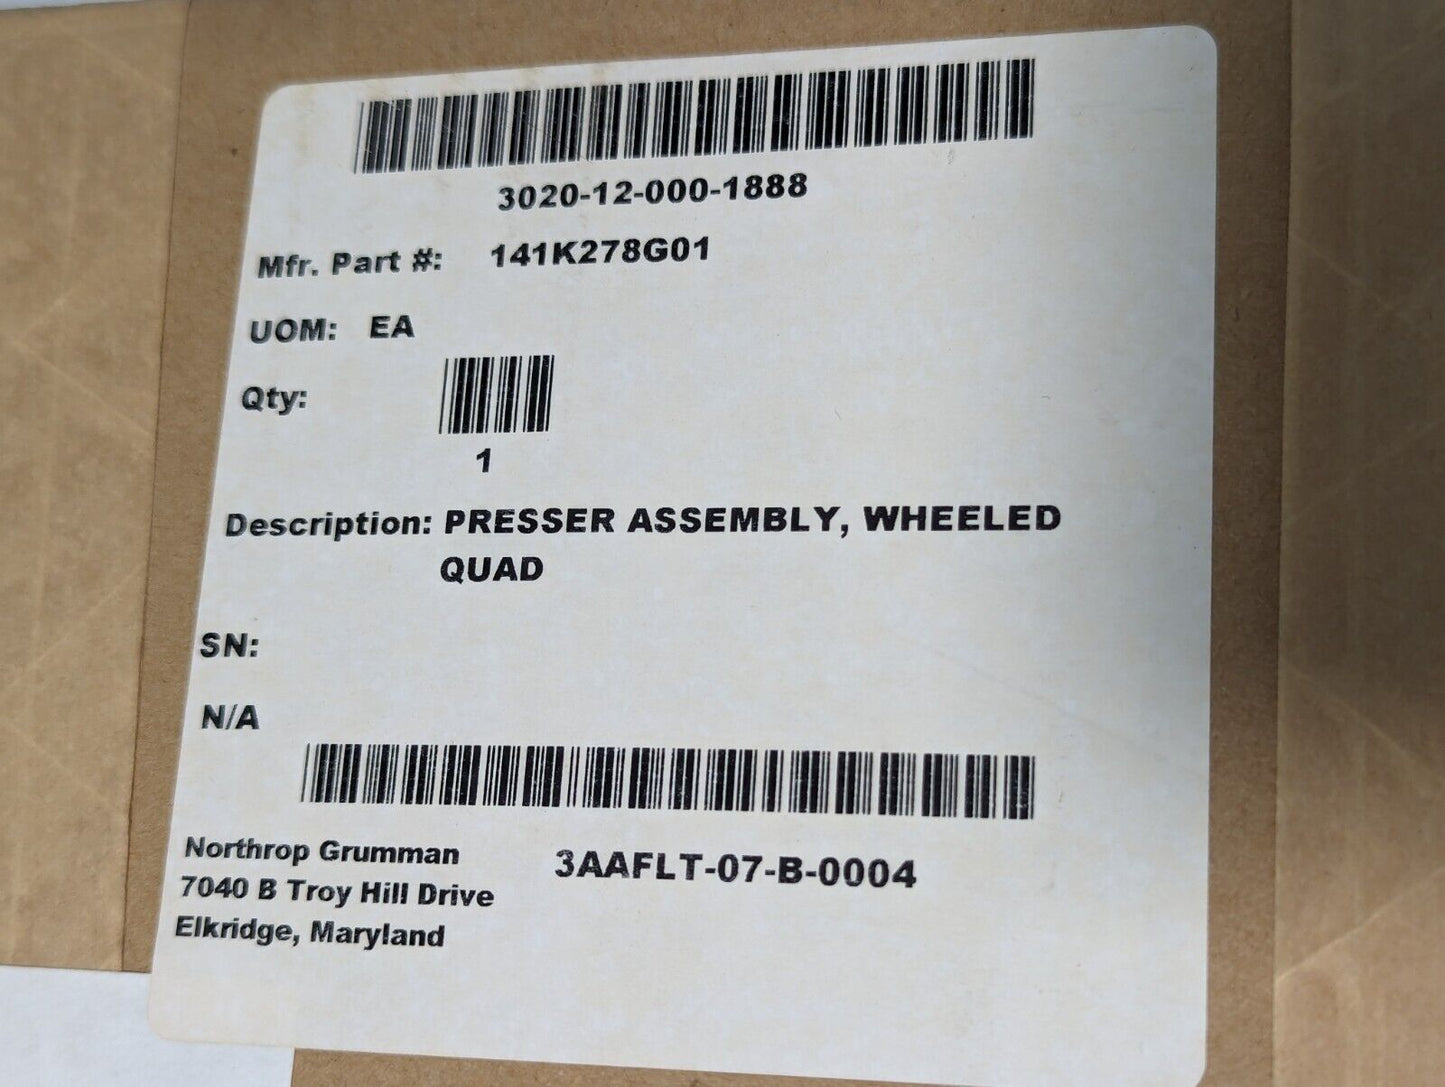 3020-12-000-1888
Mfr. Part #: 141K278G01
UOM: EA
Qty:
1
Description: PRESSER ASSEMBLY, WHEELED
QUAD
SN:
N/A
Northrop Grumman
7040 B Troy Hill Drive
Elkridge, Maryland
3AAFLT-07-B-0004